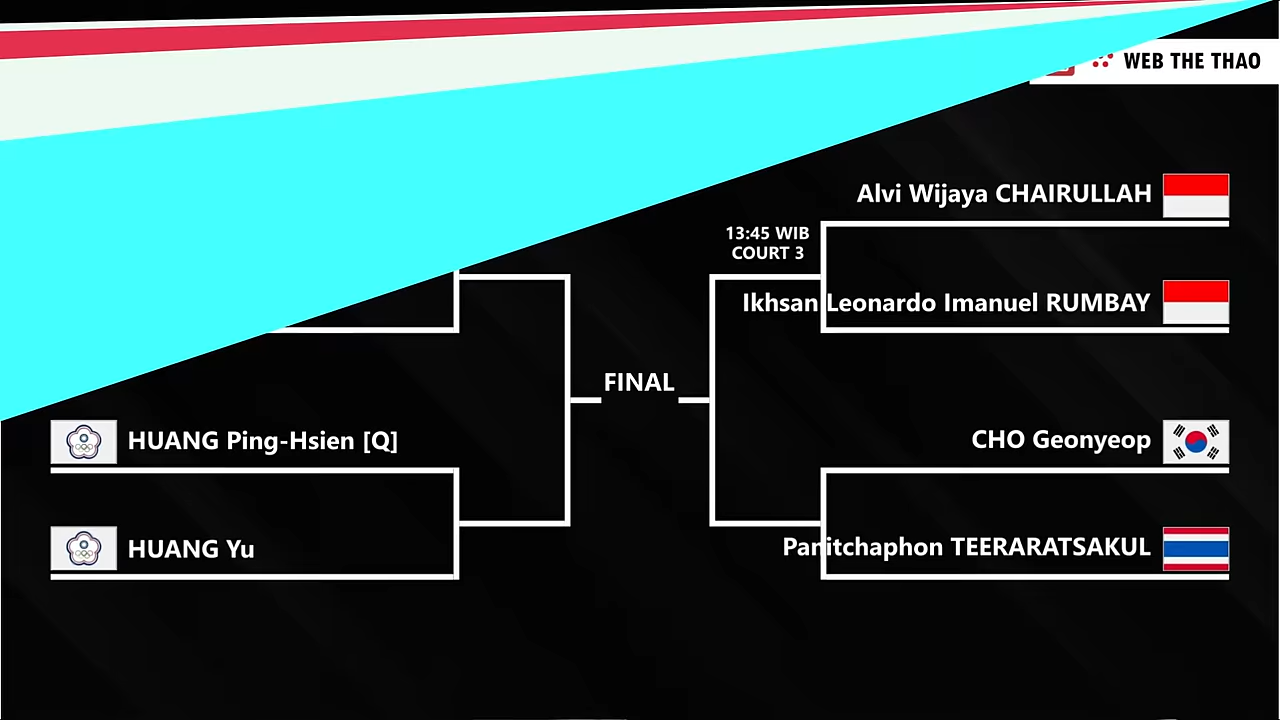 WEB THE THAO
Alvi Wijaya CHAIRULLAH
13:45 WIB
COURT 3
Ikhsan Leonardo Imanuel RUMBAY
FINAL
HUANG Ping-Hsien [Q]
CHO Geonyeop
HUANG Yu
Panitchaphon TEERARATSAKUL